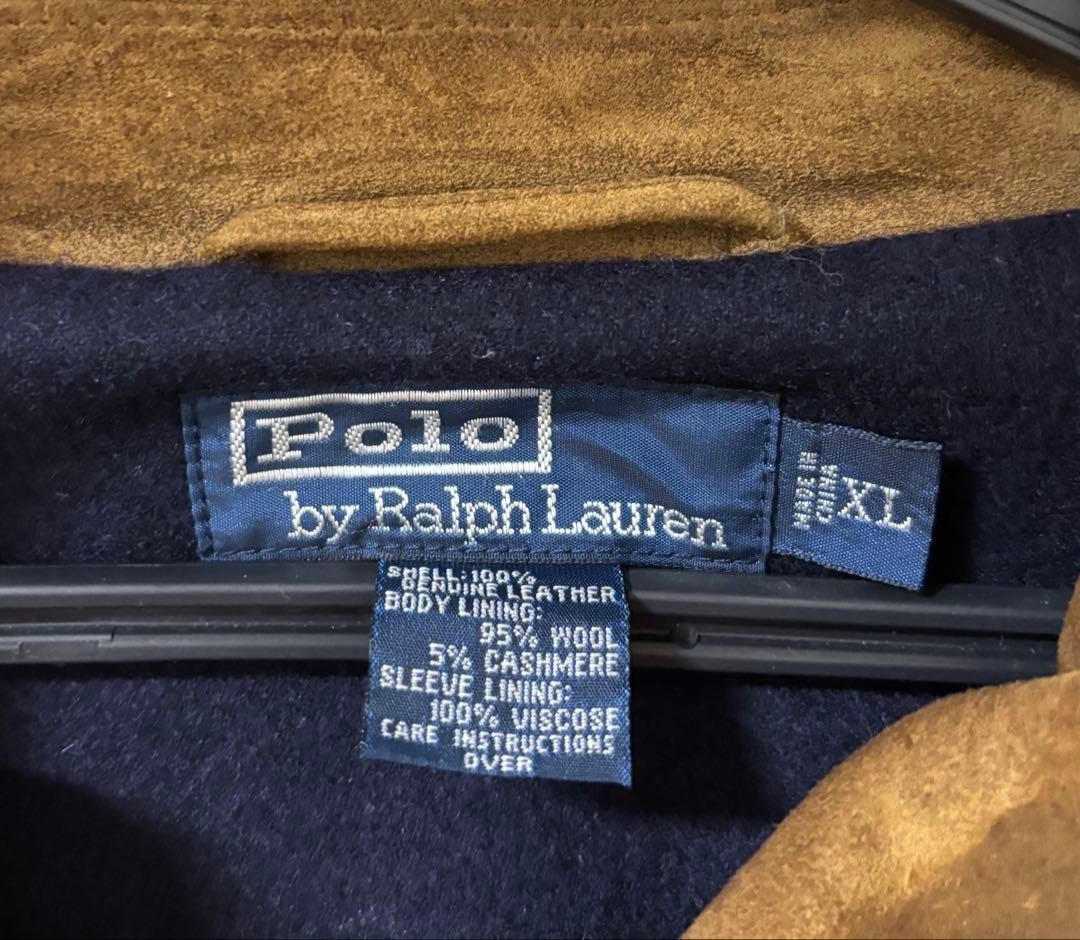 Polo
by Ralph Lauren
MADE IN
CHINA
XL
SHELL: 100%
GENUINE LEATHER
BODY LINING:
95% WOOL
5% CASHMERE
SLEEVE LINING:
100% VISCOSE
CARE INSTRUCTIONS
OVER